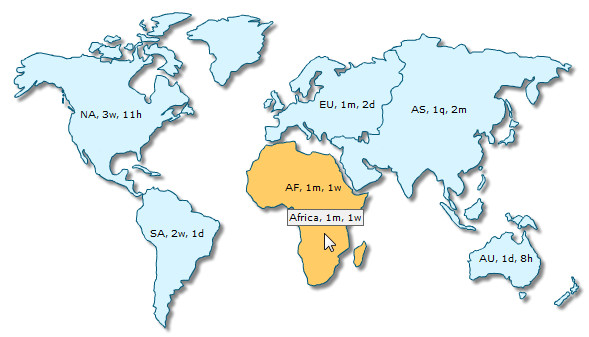 NA, 3w, 11h
EU, 1m, 2d
AS, 1q, 2m
AF, 1m, 1w
Africa, 1m, 1w
SA, 2w, 1d
AU, 1d, 8h